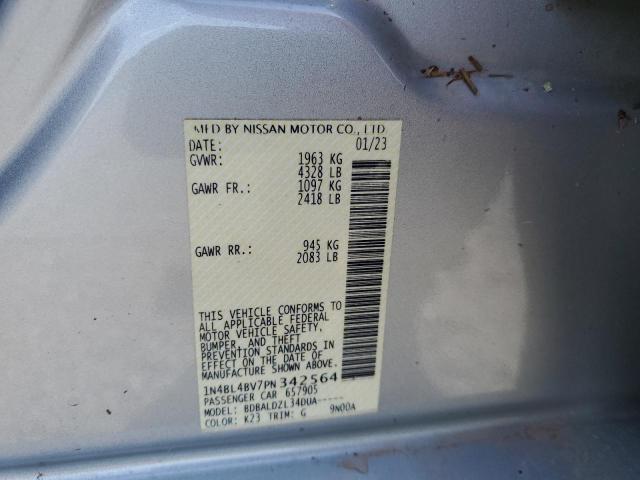 MFD BY NISSAN MOTOR CO., LTD.
DATE: 01/23
GVWR: 1963 KG
4328 LB
GAWR FR.: 1097 KG
2418 LB
GAWR RR.: 945 KG
2083 LB
THIS VEHICLE CONFORMS TO
ALL APPLICABLE FEDERAL
MOTOR VEHICLE SAFETY,
BUMPER, AND THEFT
PREVENTION STANDARDS IN
EFFECT ON THE DATE OF
MANUFACTURE SHOWN ABOVE.
1N4BL4BV7PN342564
PASSENGER CAR 657905
MODEL: BDBALDZL34DUA-----
COLOR: K23 TRIM: G 9N00A